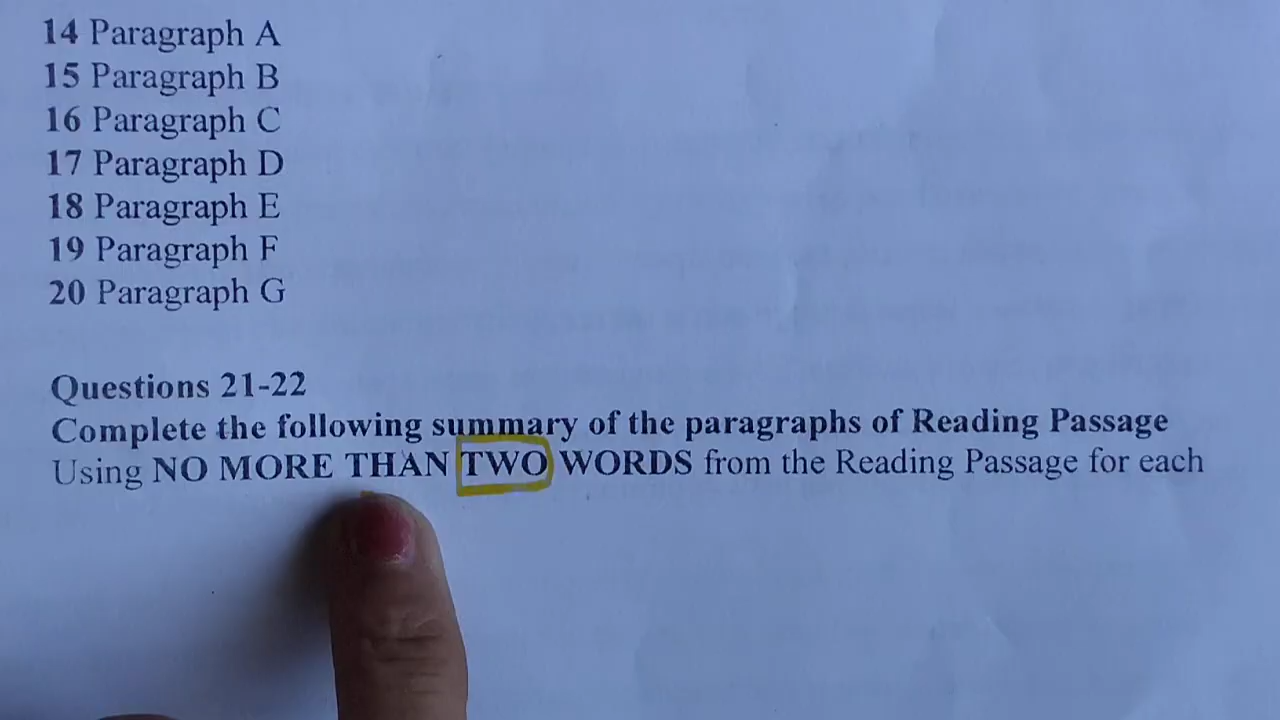 14 Paragraph A
15 Paragraph B
16 Paragraph C
17 Paragraph D
18 Paragraph E
19 Paragraph F
20 Paragraph G
Questions 21-22
Complete the following summary of the paragraphs of Reading Passage
Using NO MORE THAN TWO WORDS from the Reading Passage for each